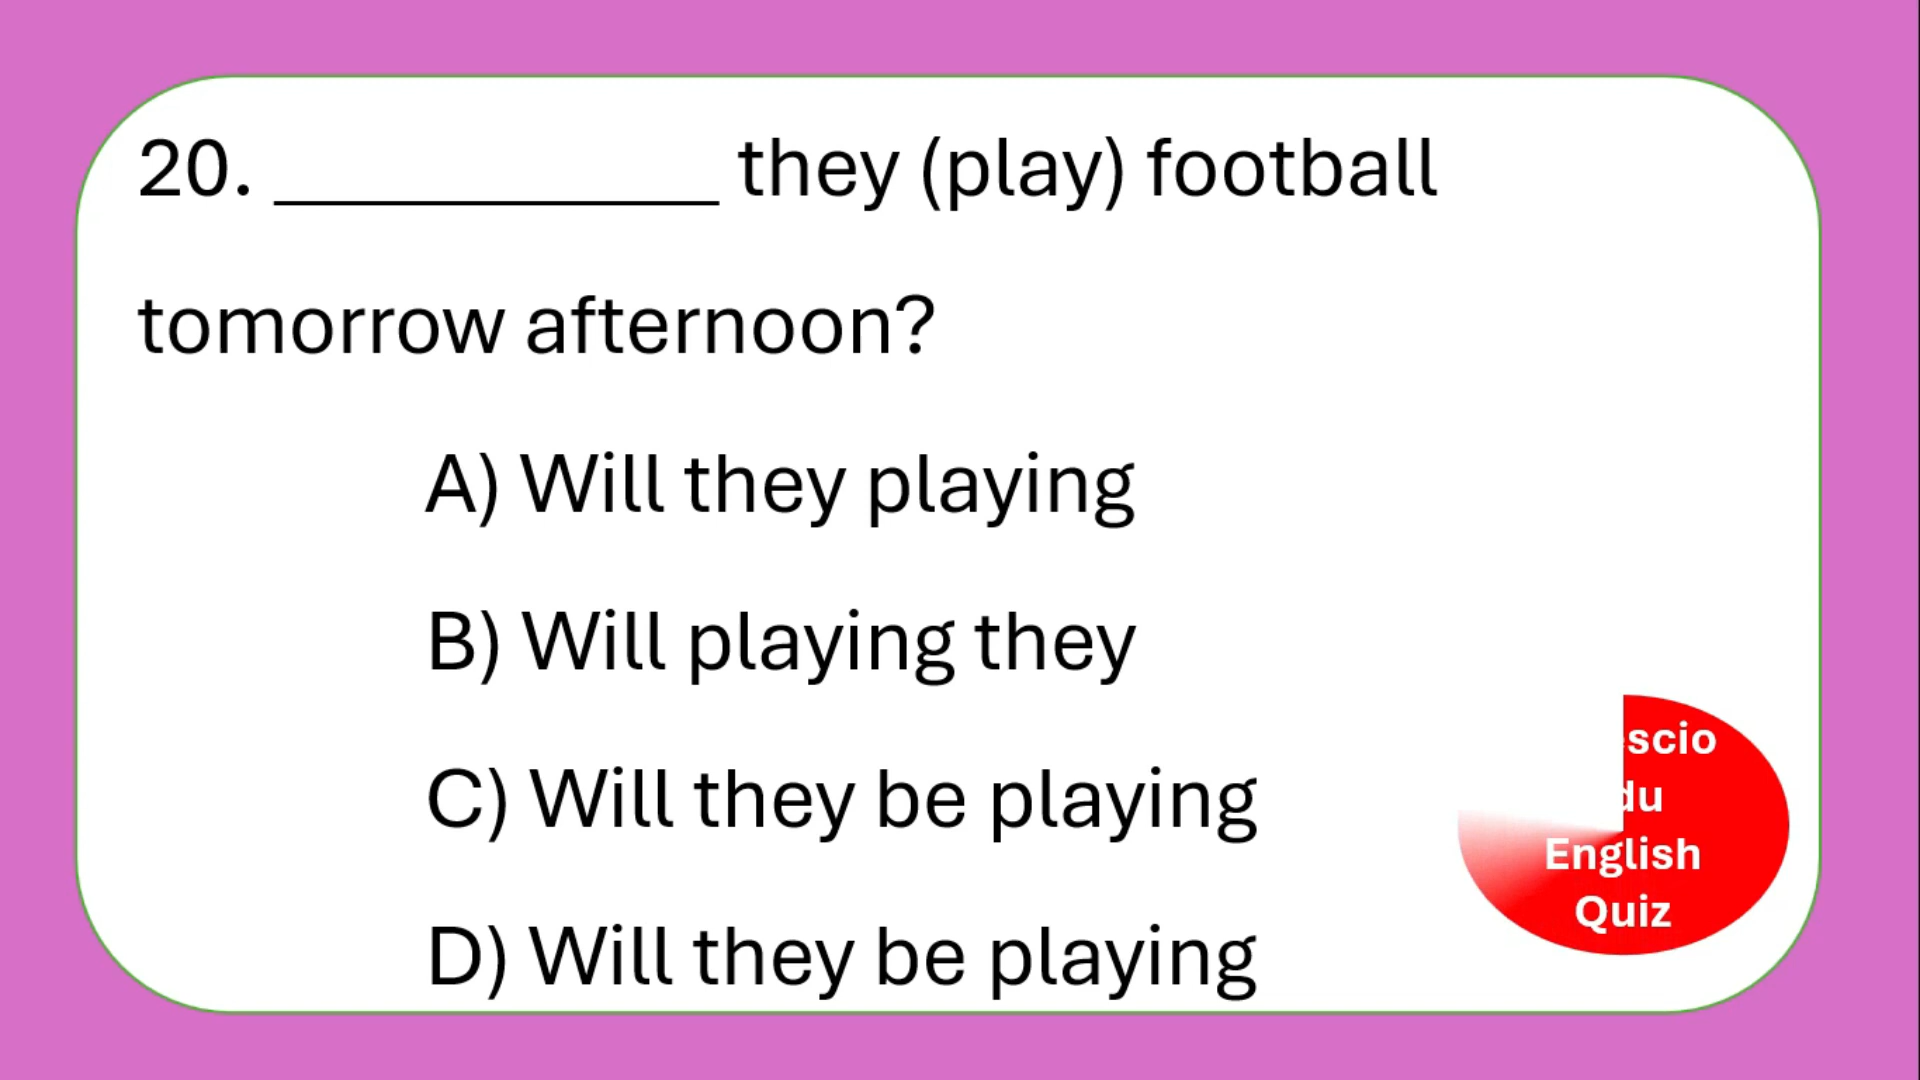 20. ____________ they (play) football
tomorrow afternoon?
A) Will they playing
B) Will playing they
C) Will they be playing
D) Will they be playing
scio
du
English
Quiz